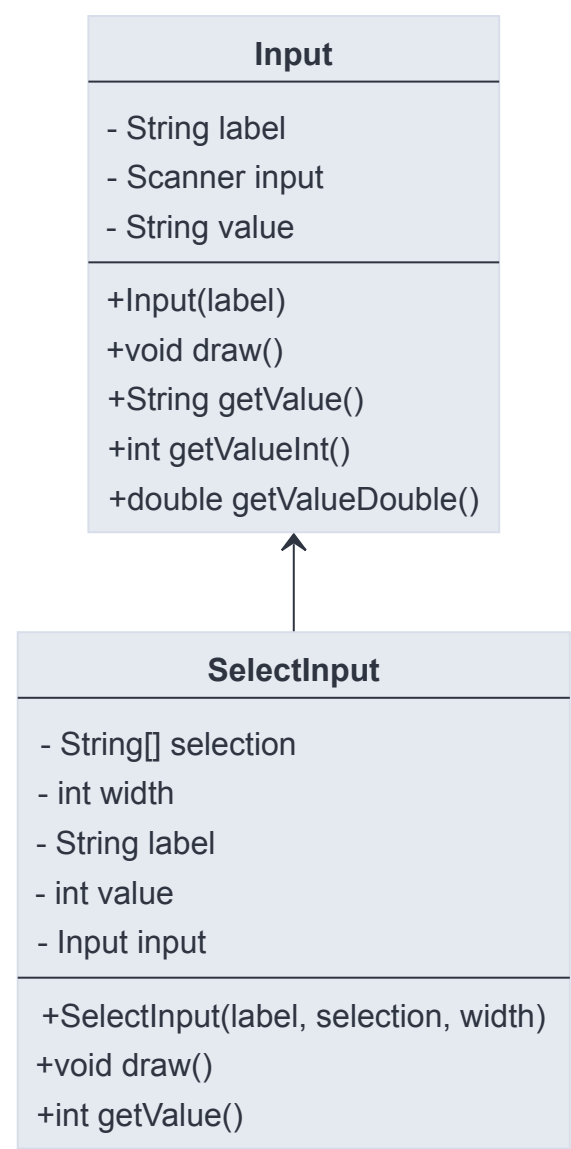 Input
- String label
- Scanner input
- String value
+Input(label)
+void draw()
+String getValue()
+int getValueInt()
+double getValueDouble()
SelectInput
- String[] selection
- int width
- String label
- int value
- Input input
+SelectInput(label, selection, width)
+void draw()
+int getValue()